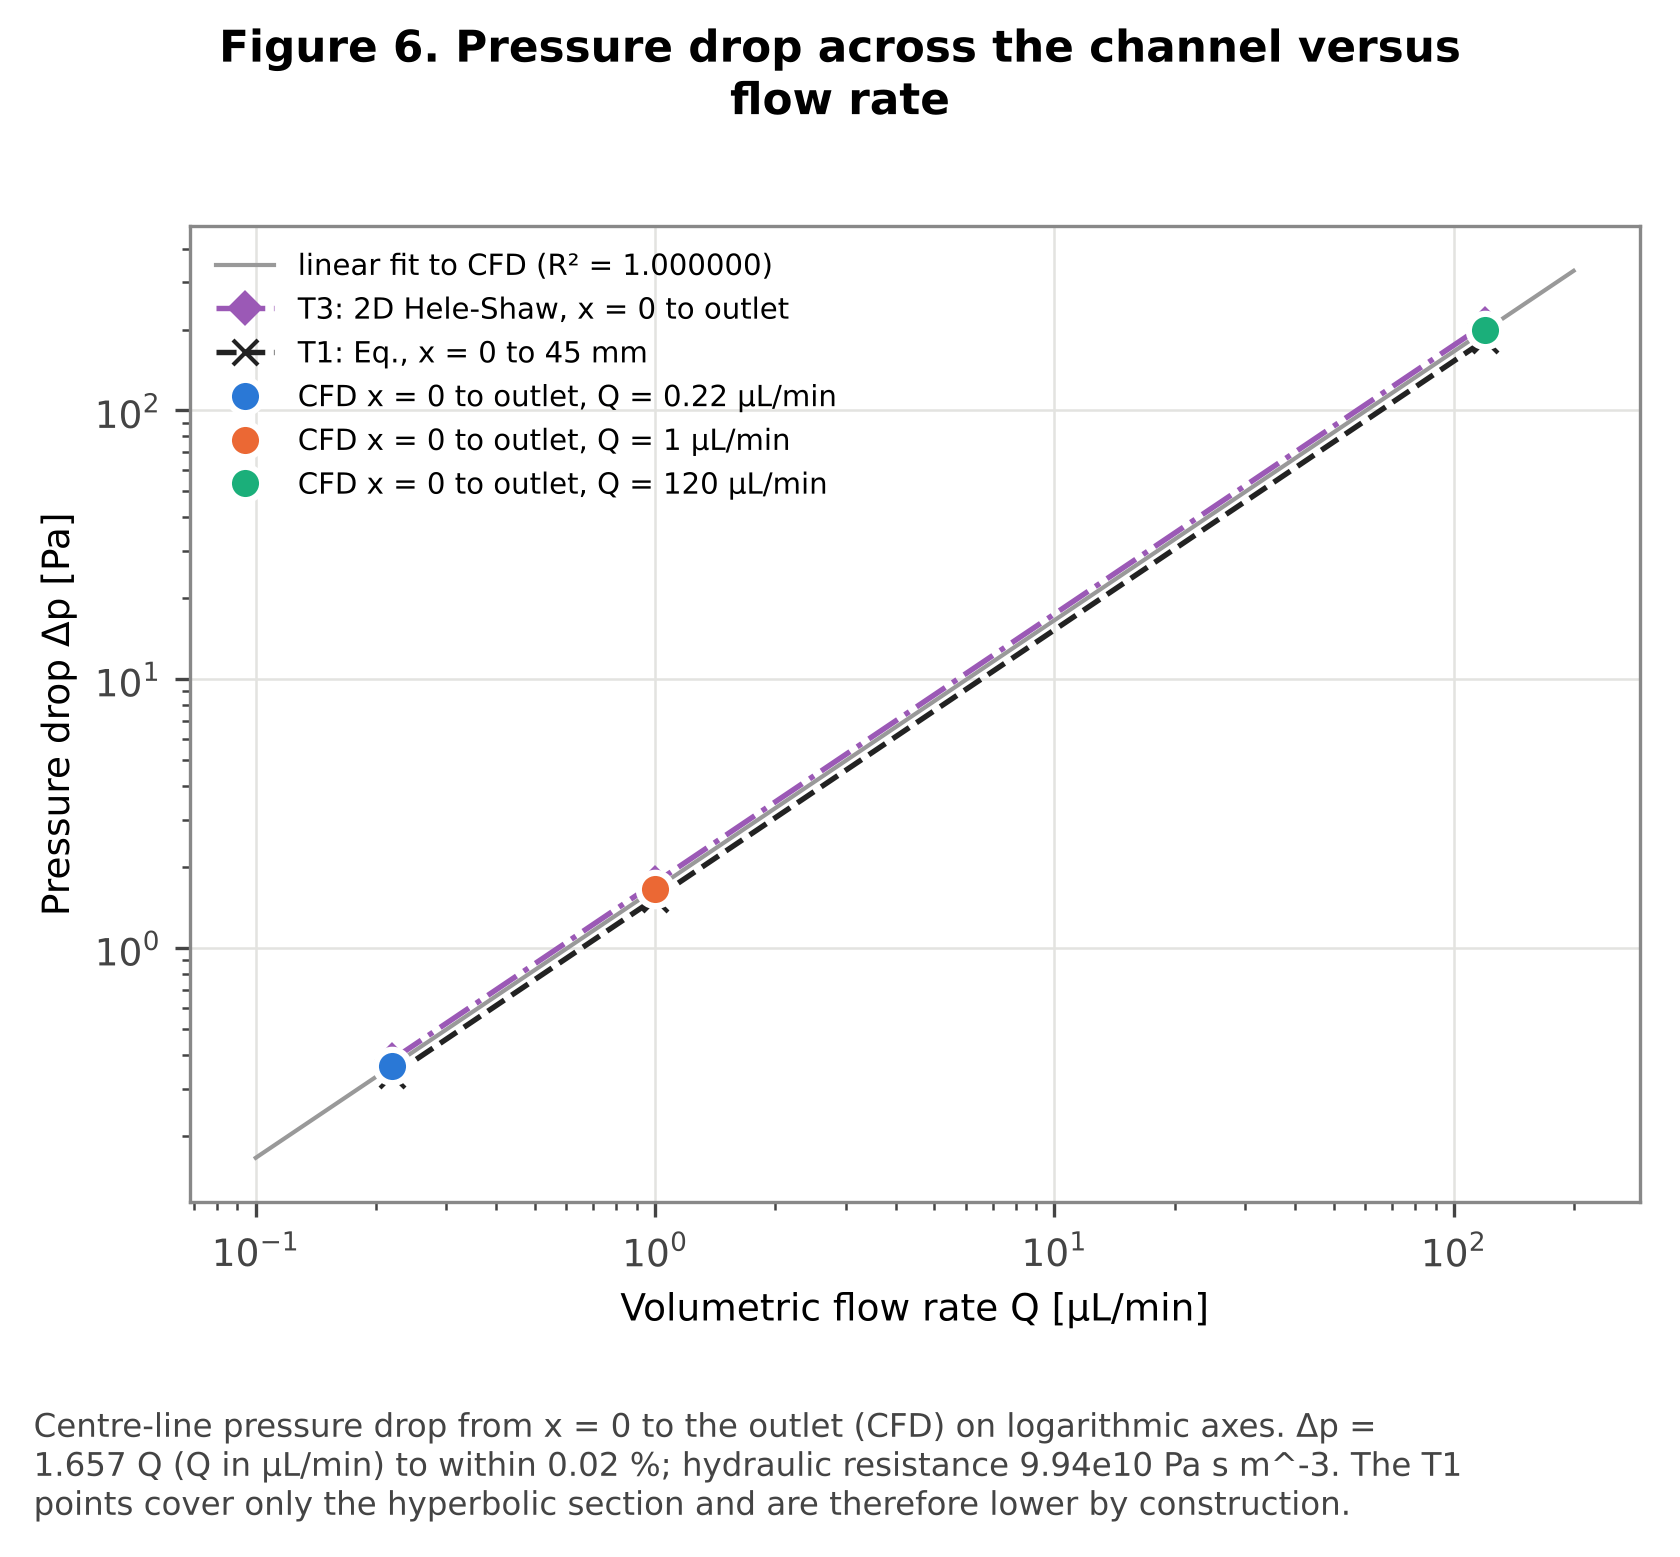 Figure 6. Pressure drop across the channel versus
flow rate
linear fit to CFD (R² = 1.000000)
T3: 2D Hele-Shaw, x = 0 to outlet
T1: Eq., x = 0 to 45 mm
CFD x = 0 to outlet, Q = 0.22 µL/min
CFD x = 0 to outlet, Q = 1 µL/min
CFD x = 0 to outlet, Q = 120 µL/min
Pressure drop Δp [Pa]
10²
10¹
10⁰
10⁻¹ 10⁰ 10¹ 10²
Volumetric flow rate Q [µL/min]
Centre-line pressure drop from x = 0 to the outlet (CFD) on logarithmic axes. Δp =
1.657 Q (Q in µL/min) to within 0.02 %; hydraulic resistance 9.94e10 Pa s m^-3. The T1
points cover only the hyperbolic section and are therefore lower by construction.